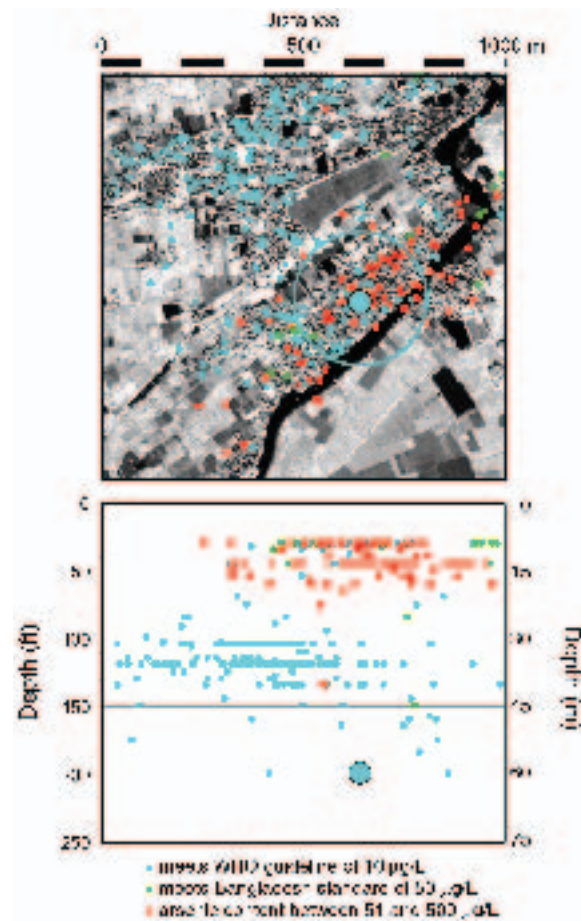 Distance
0 500 1000 m
0 0
50 15
100 30
150 45
200 60
250 75
Depth (ft)
Depth (m)
meets WHO guideline of 10 µg/L
meets Bangladesh standard of 50 µg/L
arsenic content between 51 and 500 µg/L